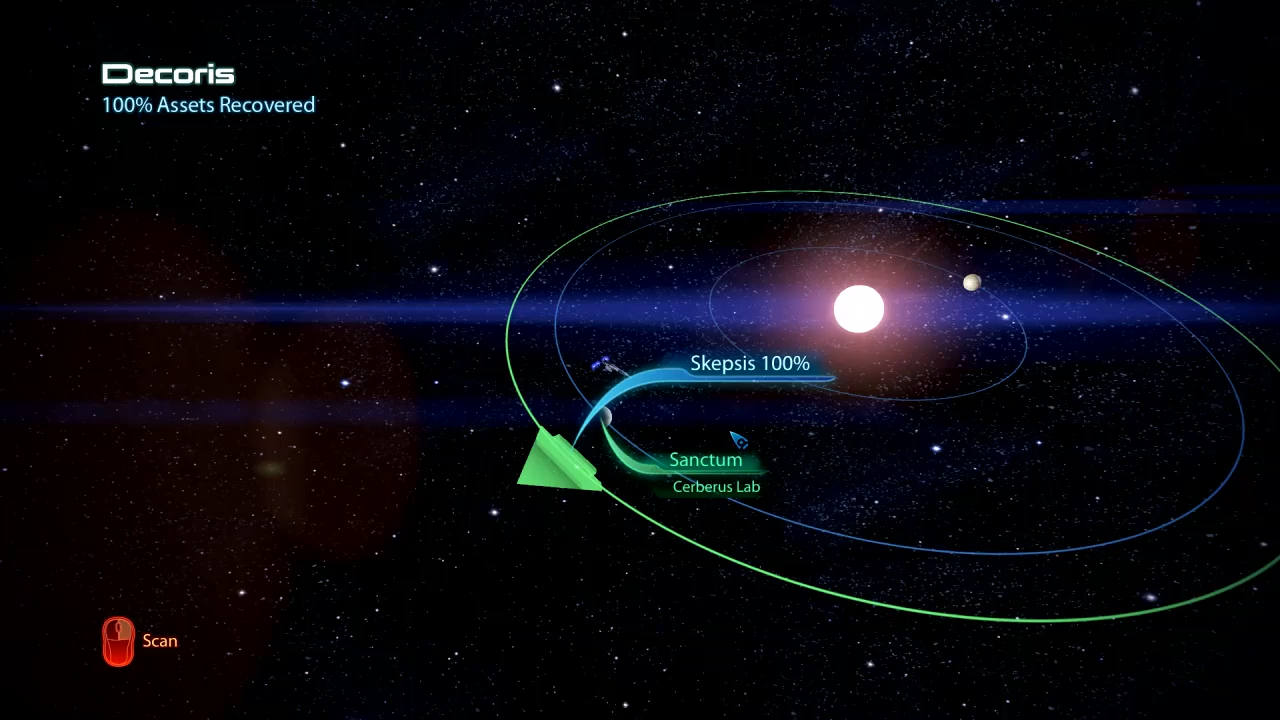 Decoris
100% Assets Recovered
Skepsis 100%
Sanctum
Cerberus Lab
Scan